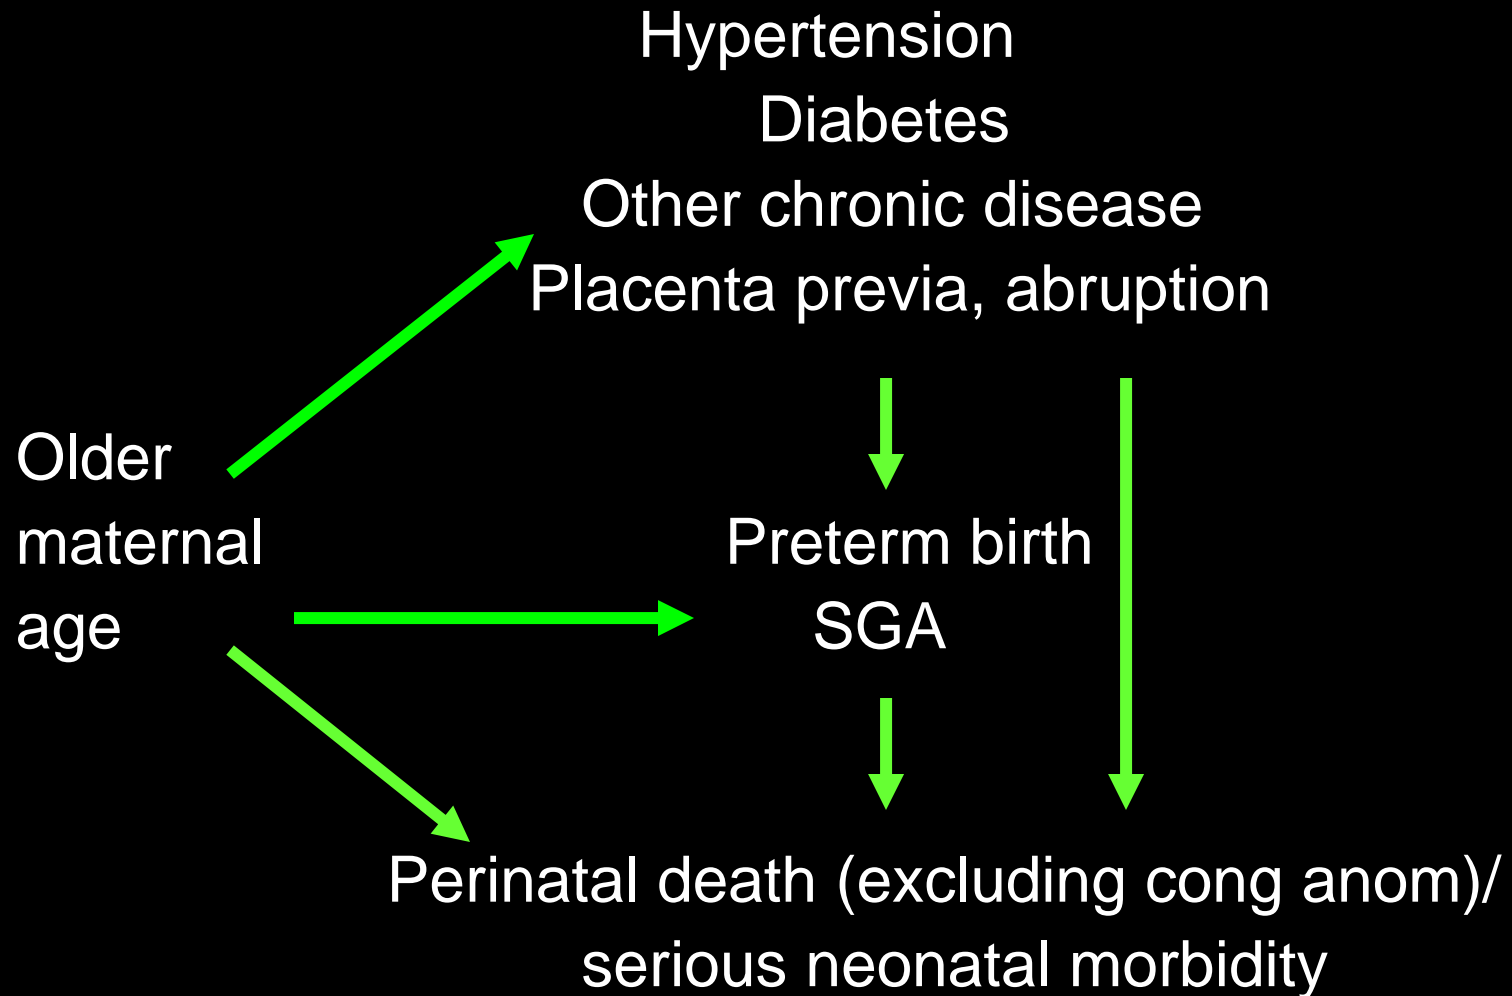 Hypertension
Diabetes
Other chronic disease
Placenta previa, abruption
Older
maternal
age
Preterm birth
SGA
Perinatal death (excluding cong anom)/
serious neonatal morbidity